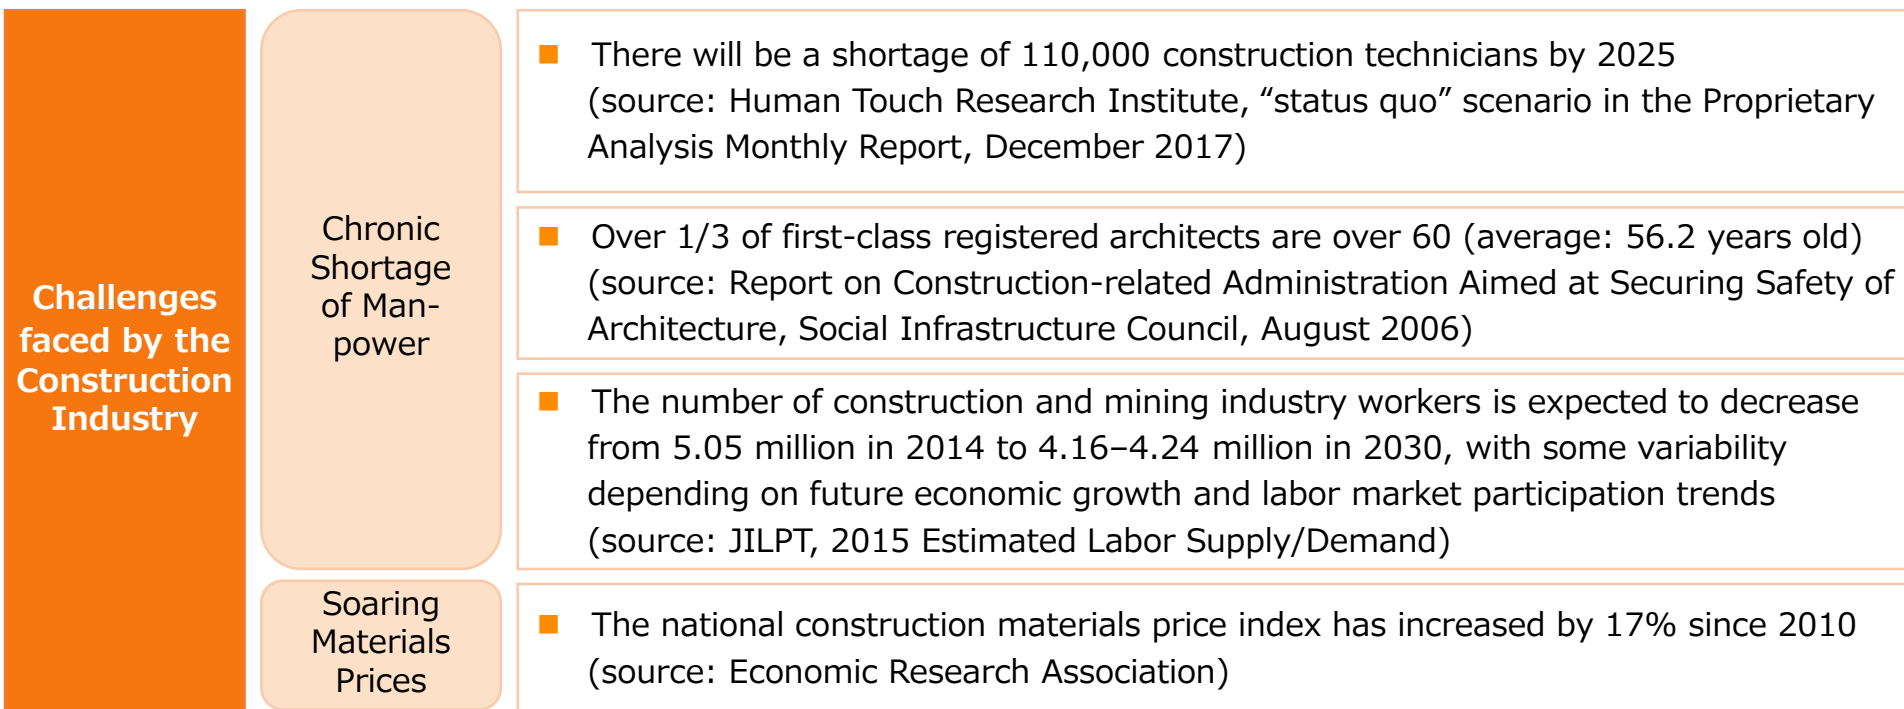 Challenges
faced by the
Construction
Industry
Chronic
Shortage
of Man-
power
■ There will be a shortage of 110,000 construction technicians by 2025
(source: Human Touch Research Institute, “status quo” scenario in the Proprietary
Analysis Monthly Report, December 2017)
■ Over 1/3 of first-class registered architects are over 60 (average: 56.2 years old)
(source: Report on Construction-related Administration Aimed at Securing Safety of
Architecture, Social Infrastructure Council, August 2006)
■ The number of construction and mining industry workers is expected to decrease
from 5.05 million in 2014 to 4.16–4.24 million in 2030, with some variability
depending on future economic growth and labor market participation trends
(source: JILPT, 2015 Estimated Labor Supply/Demand)
Soaring
Materials
Prices
■ The national construction materials price index has increased by 17% since 2010
(source: Economic Research Association)